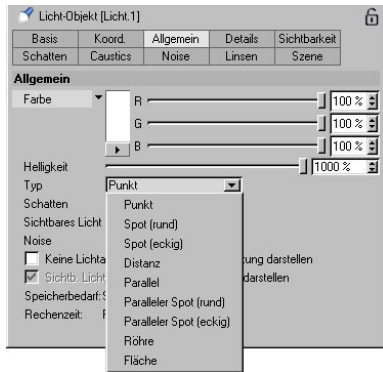 Licht-Objekt [Licht.1]
Basis Koord. Allgemein Details Sichtbarkeit
Schatten Caustics Noise Linsen Szene
Allgemein
Farbe R 100 %
G 100 %
B 100 %
Helligkeit 1000 %
Typ Punkt
Schatten Punkt
Sichtbares Licht Spot (rund)
Noise Spot (eckig)
Keine Lichta Distanz tung darstellen
Sichtb. Licht Parallel darstellen
Speicherbedarf: Paralleler Spot (rund)
Rechenzeit: Paralleler Spot (eckig)
Röhre
Fläche